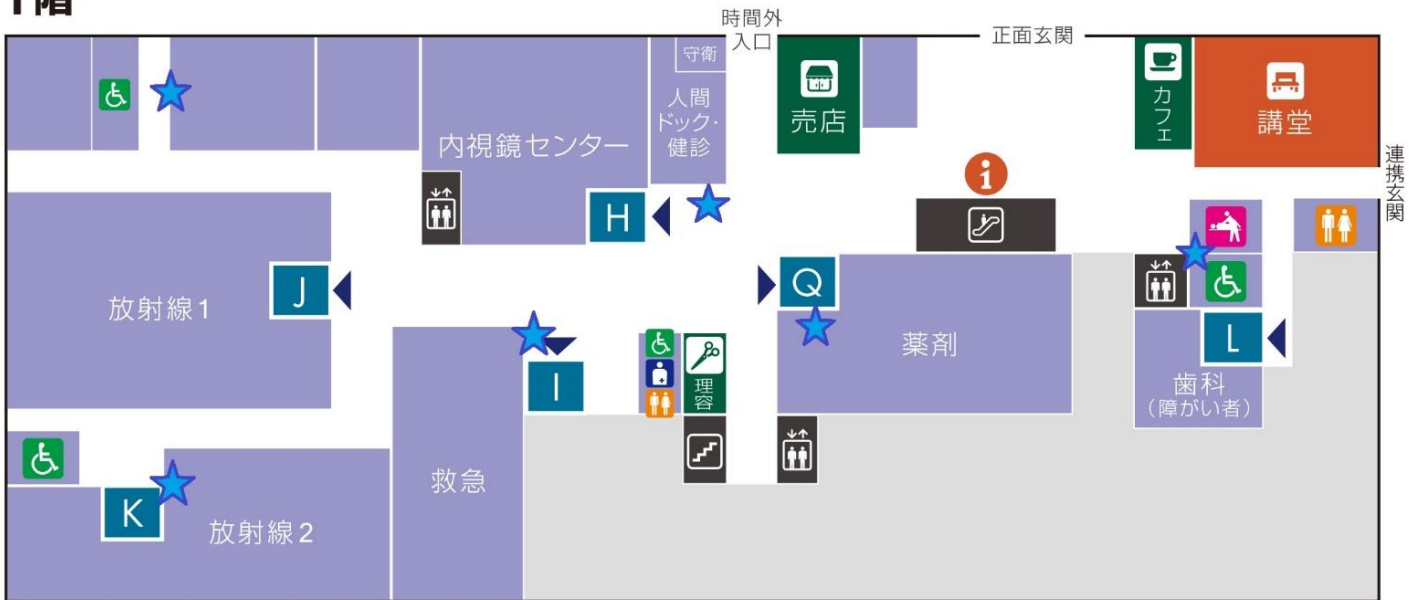 1階
時間外
入口
正面玄関
守衛
人間
ドック・
健診
内視鏡センター
売店
カフェ
講堂
連携玄関
H
J
放射線1
Q
薬剤
I
理容
L
歯科
(障がい者)
救急
K
放射線2